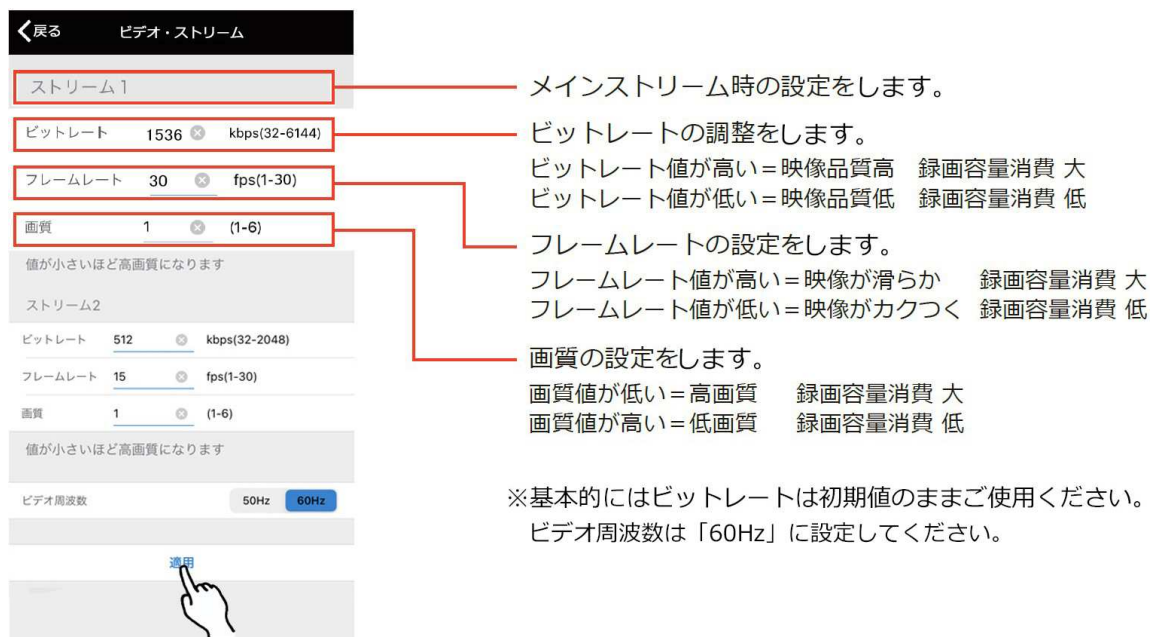 戻る ビデオ・ストリーム
ストリーム1
ビットレート 1536 kbps(32-6144)
フレームレート 30 fps(1-30)
画質 1 (1-6)
値が小さいほど高画質になります
ストリーム2
ビットレート 512 kbps(32-2048)
フレームレート 15 fps(1-30)
画質 1 (1-6)
値が小さいほど高画質になります
ビデオ周波数 50Hz 60Hz
適用
メインストリーム時の設定をします。
ビットレートの調整をします。
ビットレート値が高い＝映像品質高 録画容量消費 大
ビットレート値が低い＝映像品質低 録画容量消費 低
フレームレートの設定をします。
フレームレート値が高い＝映像が滑らか 録画容量消費 大
フレームレート値が低い＝映像がカクつく 録画容量消費 低
画質の設定をします。
画質値が低い＝高画質 録画容量消費 大
画質値が高い＝低画質 録画容量消費 低
※基本的にはビットレートは初期値のままご使用ください。
ビデオ周波数は「60Hz」に設定してください。